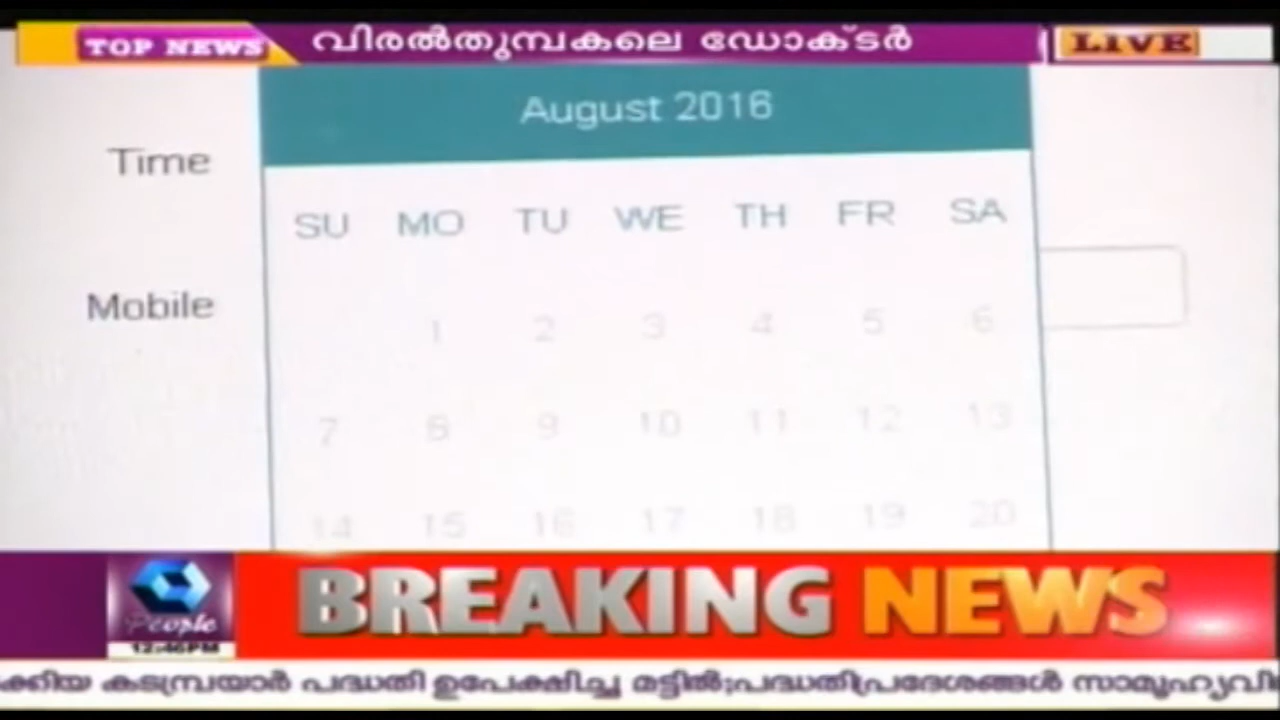 TOP NEWS വിരൽതുമ്പകലെ ഡോക്ടർ LIVE
August 2016
Time
SU MO TU WE TH FR SA
Mobile
1 2 3 4 5 6
7 8 9 10 11 12 13
14 15 16 17 18 19 20
BREAKING NEWS
People
12:46PM
കടമ്പ്രയാർ പദ്ധതി ഉപേക്ഷിച്ച മട്ടിൽ;പദ്ധതിപ്രദേശങ്ങൾ